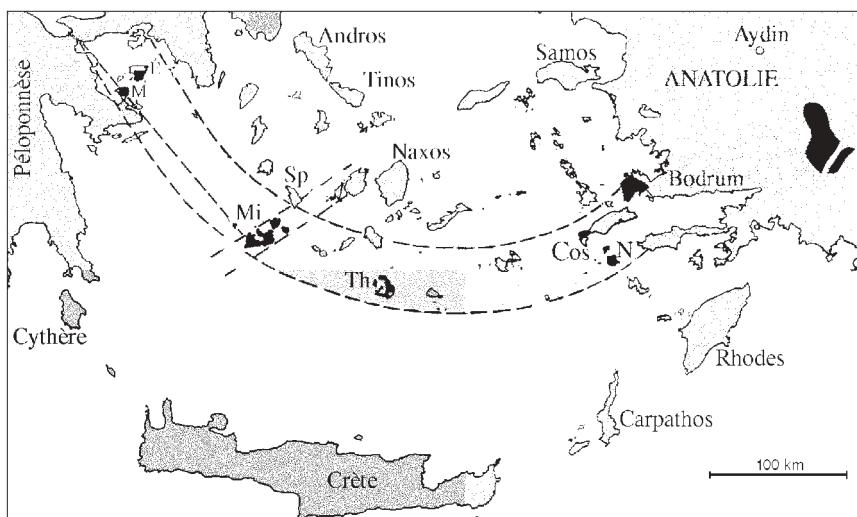 Andros
Samos
Aydin
Tinos
ANATOLIE
M
Péloponnèse
Naxos
Sp
Bodrum
Mi
Cos
N
Th
Cythère
Rhodes
Carpathos
Crète
100 km